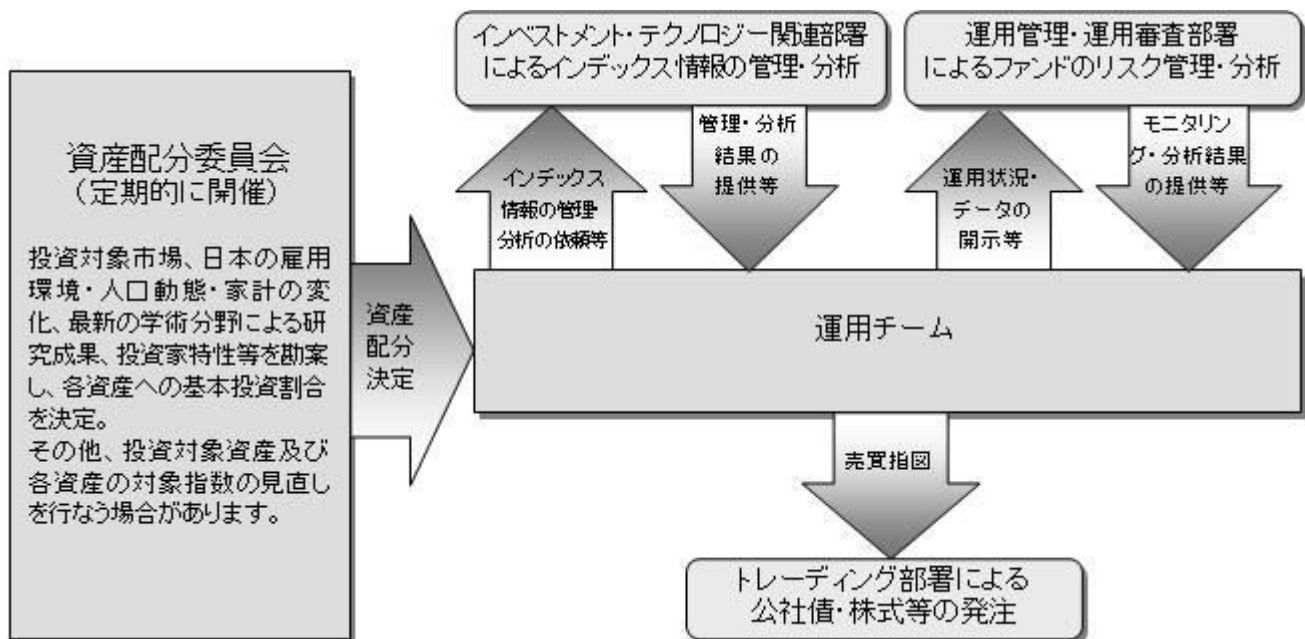 インベストメント・テクノロジー関連部署
によるインデックス情報の管理・分析
運用管理・運用審査部署
によるファンドのリスク管理・分析
資産配分委員会
（定期的に開催）
投資対象市場、日本の雇用
環境・人口動態・家計の変
化、最新の学術分野による研
究成果、投資家特性等を勘案
し、各資産への基本投資割合
を決定。
その他、投資対象資産及び
各資産の対象指数の見直し
を行なう場合があります。
資産
配分
決定
インデックス
情報の管理・
分析の依頼等
管理・分析
結果の
提供等
運用状況・
データの
開示等
モニタリン
グ・分析結果
の提供等
運用チーム
売買指図
トレーディング部署による
公社債・株式等の発注